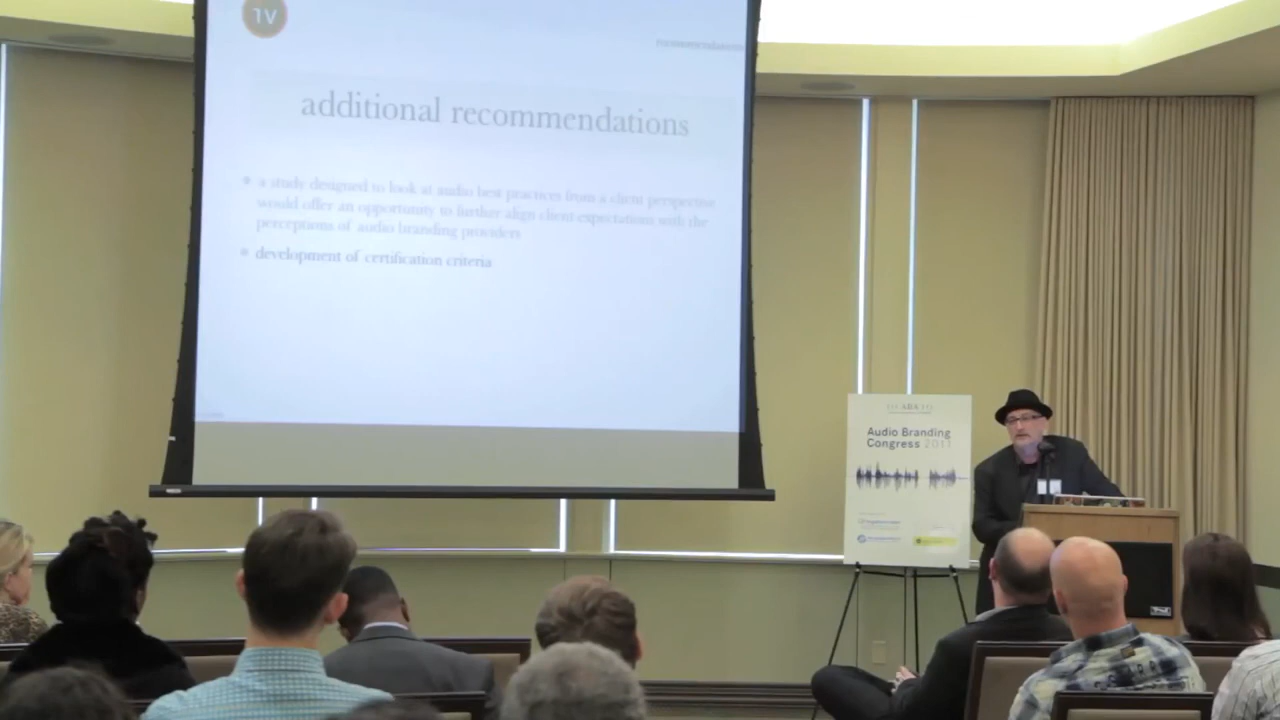 recommendations
additional recommendations
a study designed to look at audio best practices from a client perspective
would offer an opportunity to further align client expectations with the
perceptions of audio branding providers
development of certification criteria
Audio Branding
Congress 2011